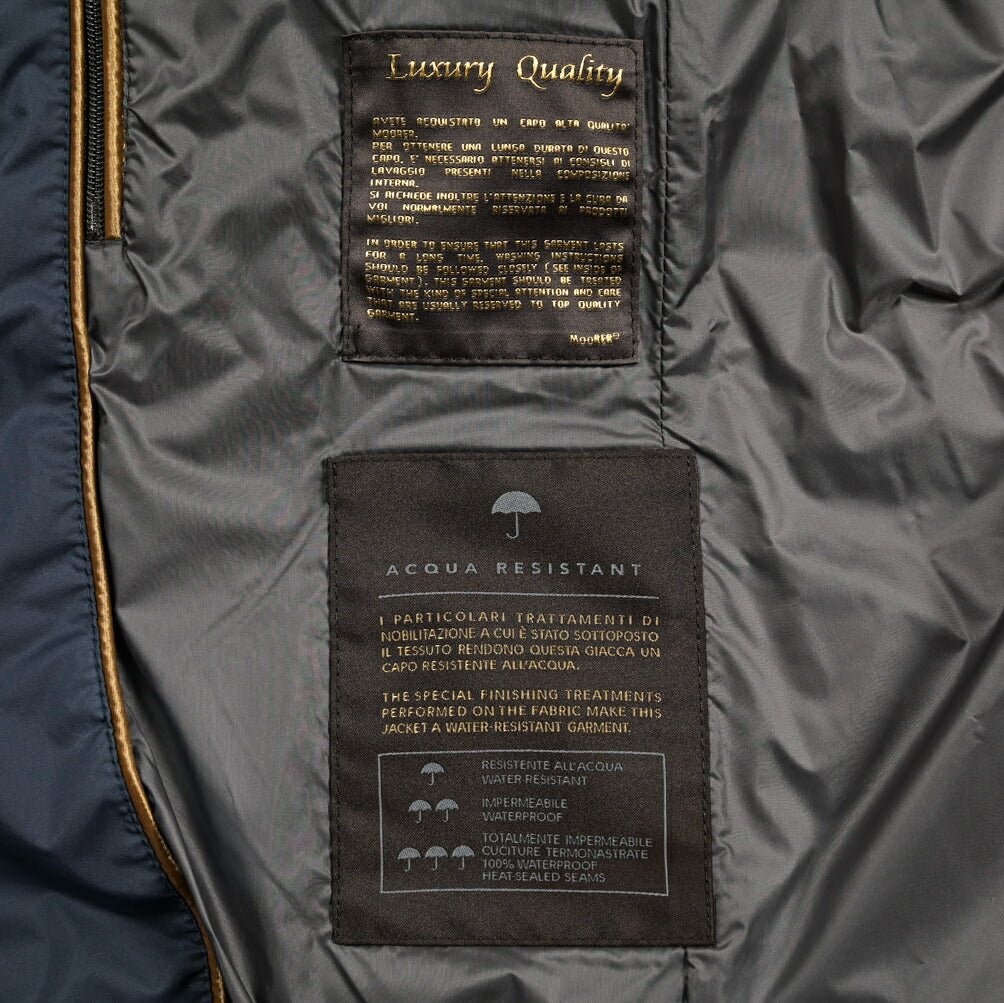 Luxury Quality
AVETE ACQUISTATO UN CAPO ALTA QUALITA'
MOORER.
PER OTTENERE UNA LUNGA DURATA DI QUESTO
CAPO, E' NECESSARIO ATTENERSI AI CONSIGLI DI
LAVAGGIO PRESENTI NELLA COMPOSIZIONE
INTERNA.
SI RICHIEDE INOLTRE L'ATTENZIONE E LA CURA DA
VOI NORMALMENTE RISERVATA AI PRODOTTI
MIGLIORI.
IN ORDER TO ENSURE THAT THIS GARMENT LASTS
FOR A LONG TIME, WASHING INSTRUCTIONS
SHOULD BE FOLLOWED CLOSELY (SEE INSIDE OF
GARMENT). THIS GARMENT SHOULD BE TREATED
THE KIND OF SPECIAL ATTENTION AND CARE
THAT ARE USUALLY RESERVED TO TOP QUALITY
GARMENT.
MOORER®
ACQUA RESISTANT
I PARTICOLARI TRATTAMENTI DI
NOBILITAZIONE A CUI È STATO SOTTOPOSTO
IL TESSUTO RENDONO QUESTA GIACCA UN
CAPO RESISTENTE ALL'ACQUA.
THE SPECIAL FINISHING TREATMENTS
PERFORMED ON THE FABRIC MAKE THIS
JACKET A WATER-RESISTANT GARMENT.
RESISTENTE ALL'ACQUA
WATER-RESISTANT
IMPERMEABILE
WATERPROOF
TOTALMENTE IMPERMEABILE
CUCITURE TERMONASTRATE
100% WATERPROOF
HEAT-SEALED SEAMS